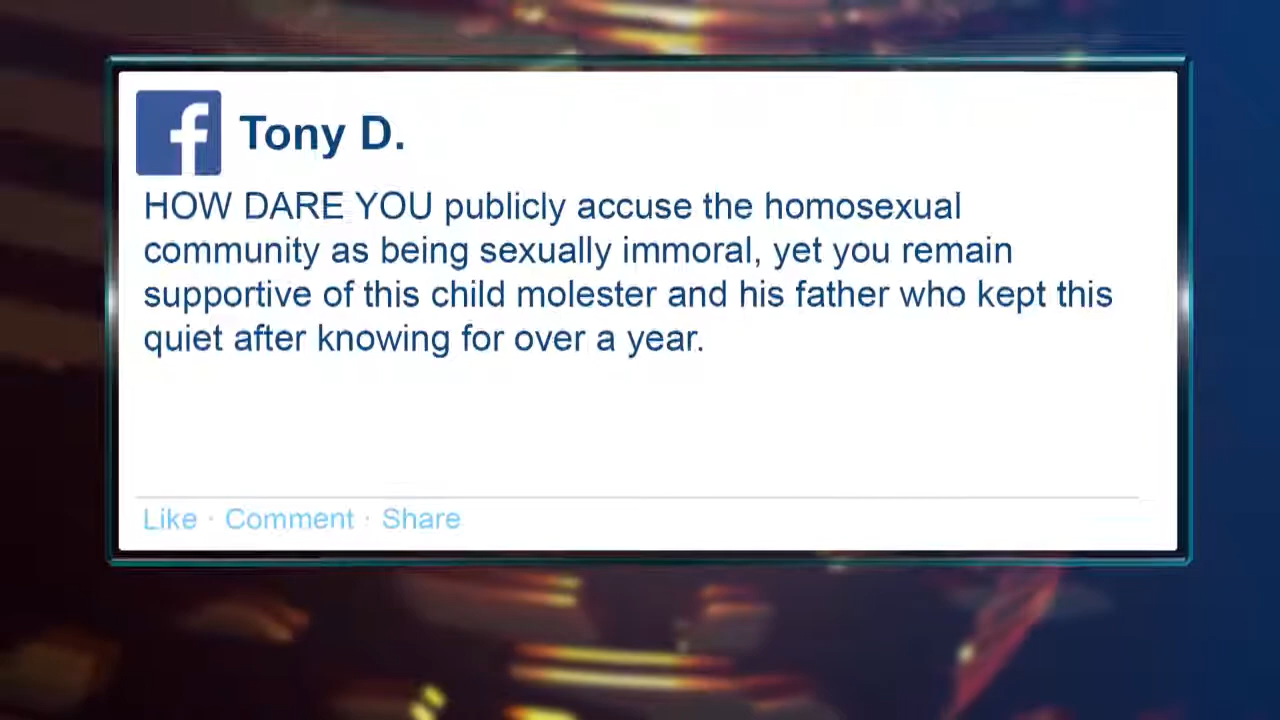 Tony D.
HOW DARE YOU publicly accuse the homosexual
community as being sexually immoral, yet you remain
supportive of this child molester and his father who kept this
quiet after knowing for over a year.
Like · Comment · Share